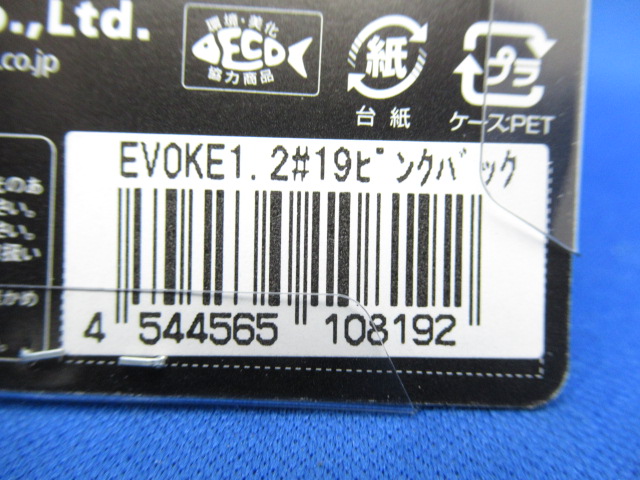 .,Ltd.
.co.jp
環境・美化
ECO
協力商品
紙
台紙
プラ
ケース:PET
EVOKE1.2#19ピンクバック
4 544565 108192